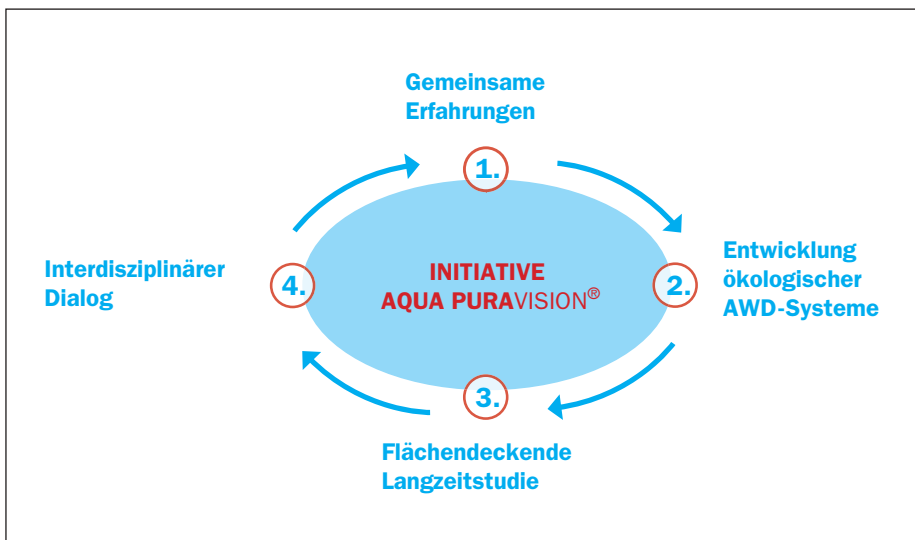 Gemeinsame
Erfahrungen
1.
Entwicklung
ökologischer
AWD-Systeme
2.
3.
Flächendeckende
Langzeitstudie
Interdisziplinärer
Dialog
4.
INITIATIVE
AQUA PURAVISION®